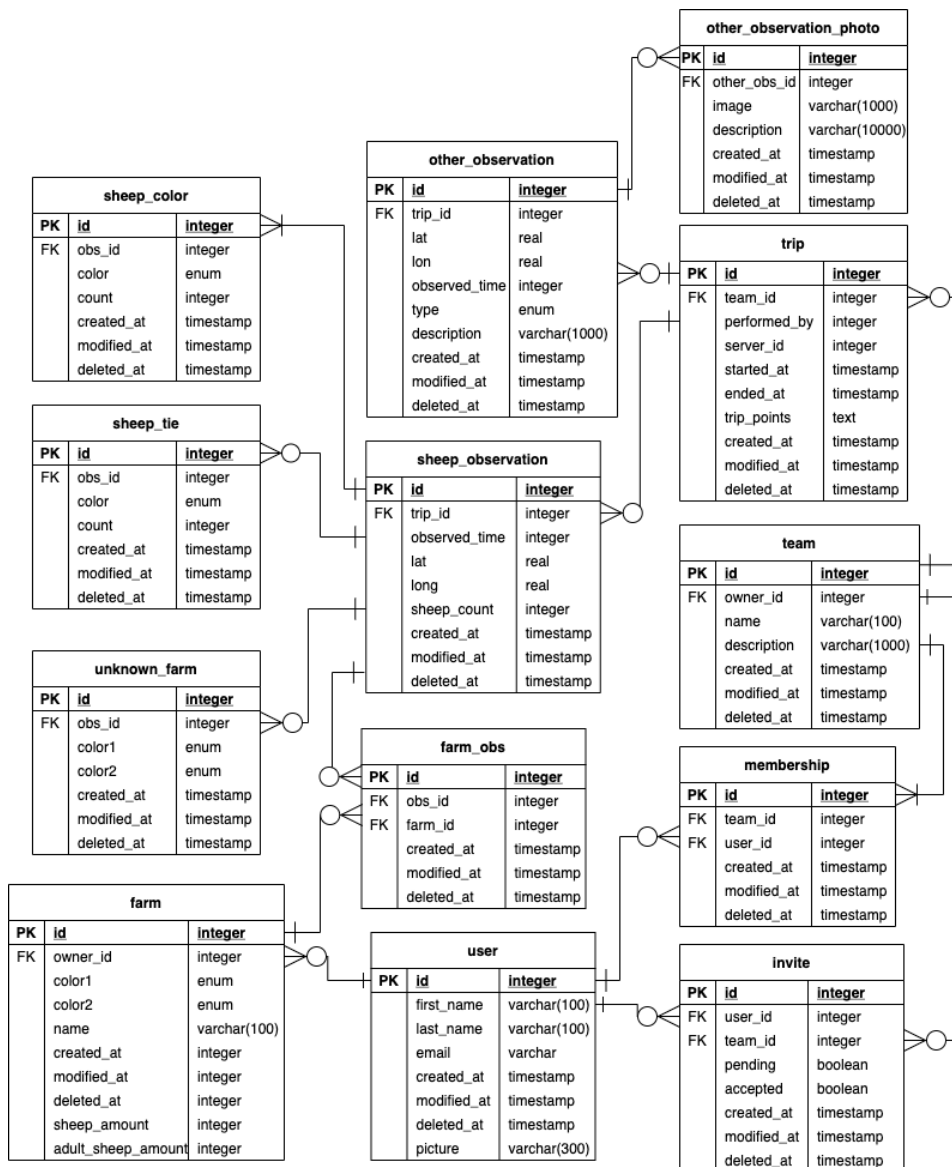 other_observation_photo
PK id integer
FK other_obs_id integer
image varchar(1000)
description varchar(10000)
created_at timestamp
modified_at timestamp
deleted_at timestamp
other_observation
PK id integer
FK trip_id integer
lat real
lon real
observed_time integer
type enum
description varchar(1000)
created_at timestamp
modified_at timestamp
deleted_at timestamp
sheep_color
PK id integer
FK obs_id integer
color enum
count integer
created_at timestamp
modified_at timestamp
deleted_at timestamp
trip
PK id integer
FK team_id integer
performed_by integer
server_id integer
started_at timestamp
ended_at timestamp
trip_points text
created_at timestamp
modified_at timestamp
deleted_at timestamp
sheep_tie
PK id integer
FK obs_id integer
color enum
count integer
created_at timestamp
modified_at timestamp
deleted_at timestamp
sheep_observation
PK id integer
FK trip_id integer
observed_time integer
lat real
long real
sheep_count integer
created_at timestamp
modified_at timestamp
deleted_at timestamp
team
PK id integer
FK owner_id integer
name varchar(100)
description varchar(1000)
created_at timestamp
modified_at timestamp
deleted_at timestamp
unknown_farm
PK id integer
FK obs_id integer
color1 enum
color2 enum
created_at timestamp
modified_at timestamp
deleted_at timestamp
farm_obs
PK id integer
FK obs_id integer
FK farm_id integer
created_at timestamp
modified_at timestamp
deleted_at timestamp
membership
PK id integer
FK team_id integer
FK user_id integer
created_at timestamp
modified_at timestamp
deleted_at timestamp
farm
PK id integer
FK owner_id integer
color1 enum
color2 enum
name varchar(100)
created_at integer
modified_at integer
deleted_at integer
sheep_amount integer
adult_sheep_amount integer
user
PK id integer
first_name varchar(100)
last_name varchar(100)
email varchar
created_at timestamp
modified_at timestamp
deleted_at timestamp
picture varchar(300)
invite
PK id integer
FK user_id integer
FK team_id integer
pending boolean
accepted boolean
created_at timestamp
modified_at timestamp
deleted_at timestamp